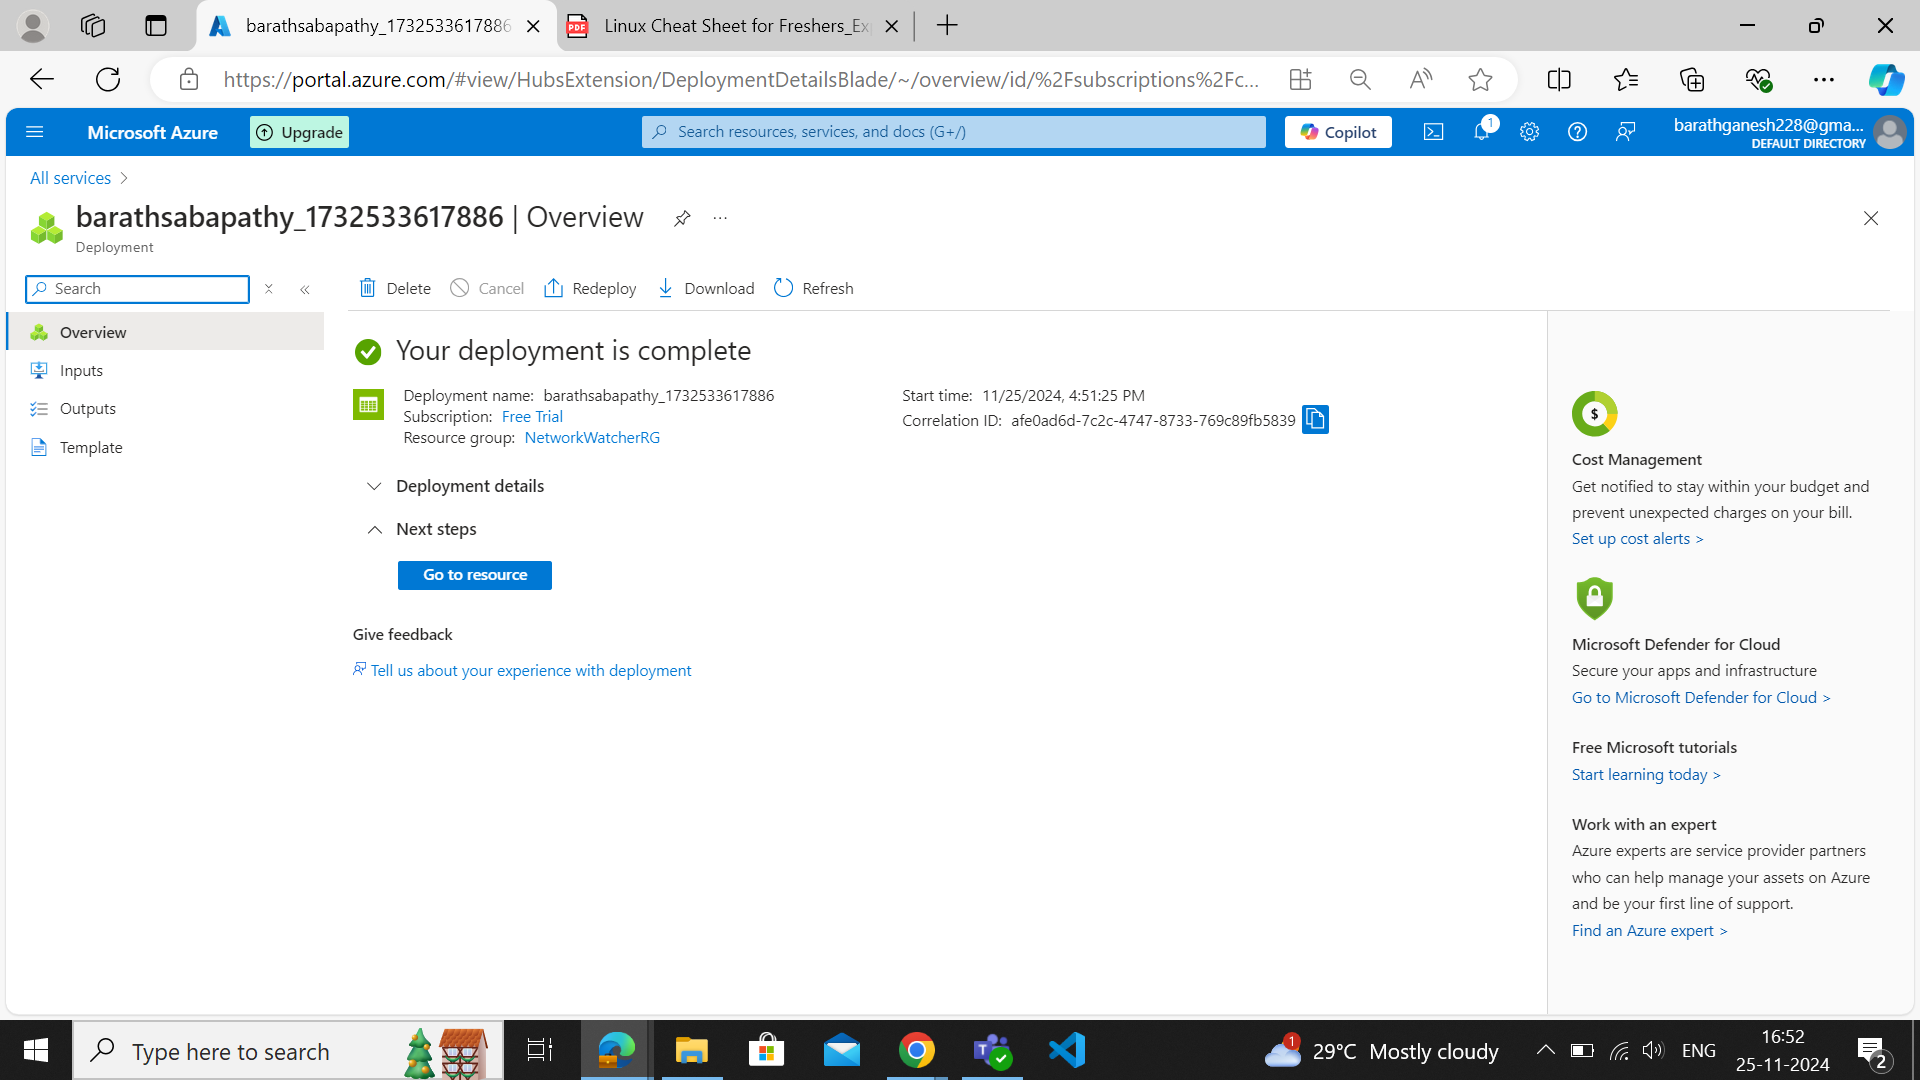 barathsabapathy_1732533617886
Linux Cheat Sheet for Freshers_Ex
https://portal.azure.com/#view/HubsExtension/DeploymentDetailsBlade/~/overview/id/%2Fsubscriptions%2Fc...
Microsoft Azure
Upgrade
Search resources, services, and docs (G+/)
Copilot
1
barathganesh228@gma...
DEFAULT DIRECTORY
All services
barathsabapathy_1732533617886 | Overview
Deployment
Search
Delete
Cancel
Redeploy
Download
Refresh
Overview
Inputs
Outputs
Template
Your deployment is complete
Deployment name: barathsabapathy_1732533617886
Subscription: Free Trial
Resource group: NetworkWatcherRG
Start time: 11/25/2024, 4:51:25 PM
Correlation ID: afe0ad6d-7c2c-4747-8733-769c89fb5839
Deployment details
Next steps
Go to resource
Give feedback
Tell us about your experience with deployment
Cost Management
Get notified to stay within your budget and
prevent unexpected charges on your bill.
Set up cost alerts >
Microsoft Defender for Cloud
Secure your apps and infrastructure
Go to Microsoft Defender for Cloud >
Free Microsoft tutorials
Start learning today >
Work with an expert
Azure experts are service provider partners
who can help manage your assets on Azure
and be your first line of support.
Find an Azure expert >
Type here to search
1
29°C Mostly cloudy
ENG
16:52
25-11-2024
2